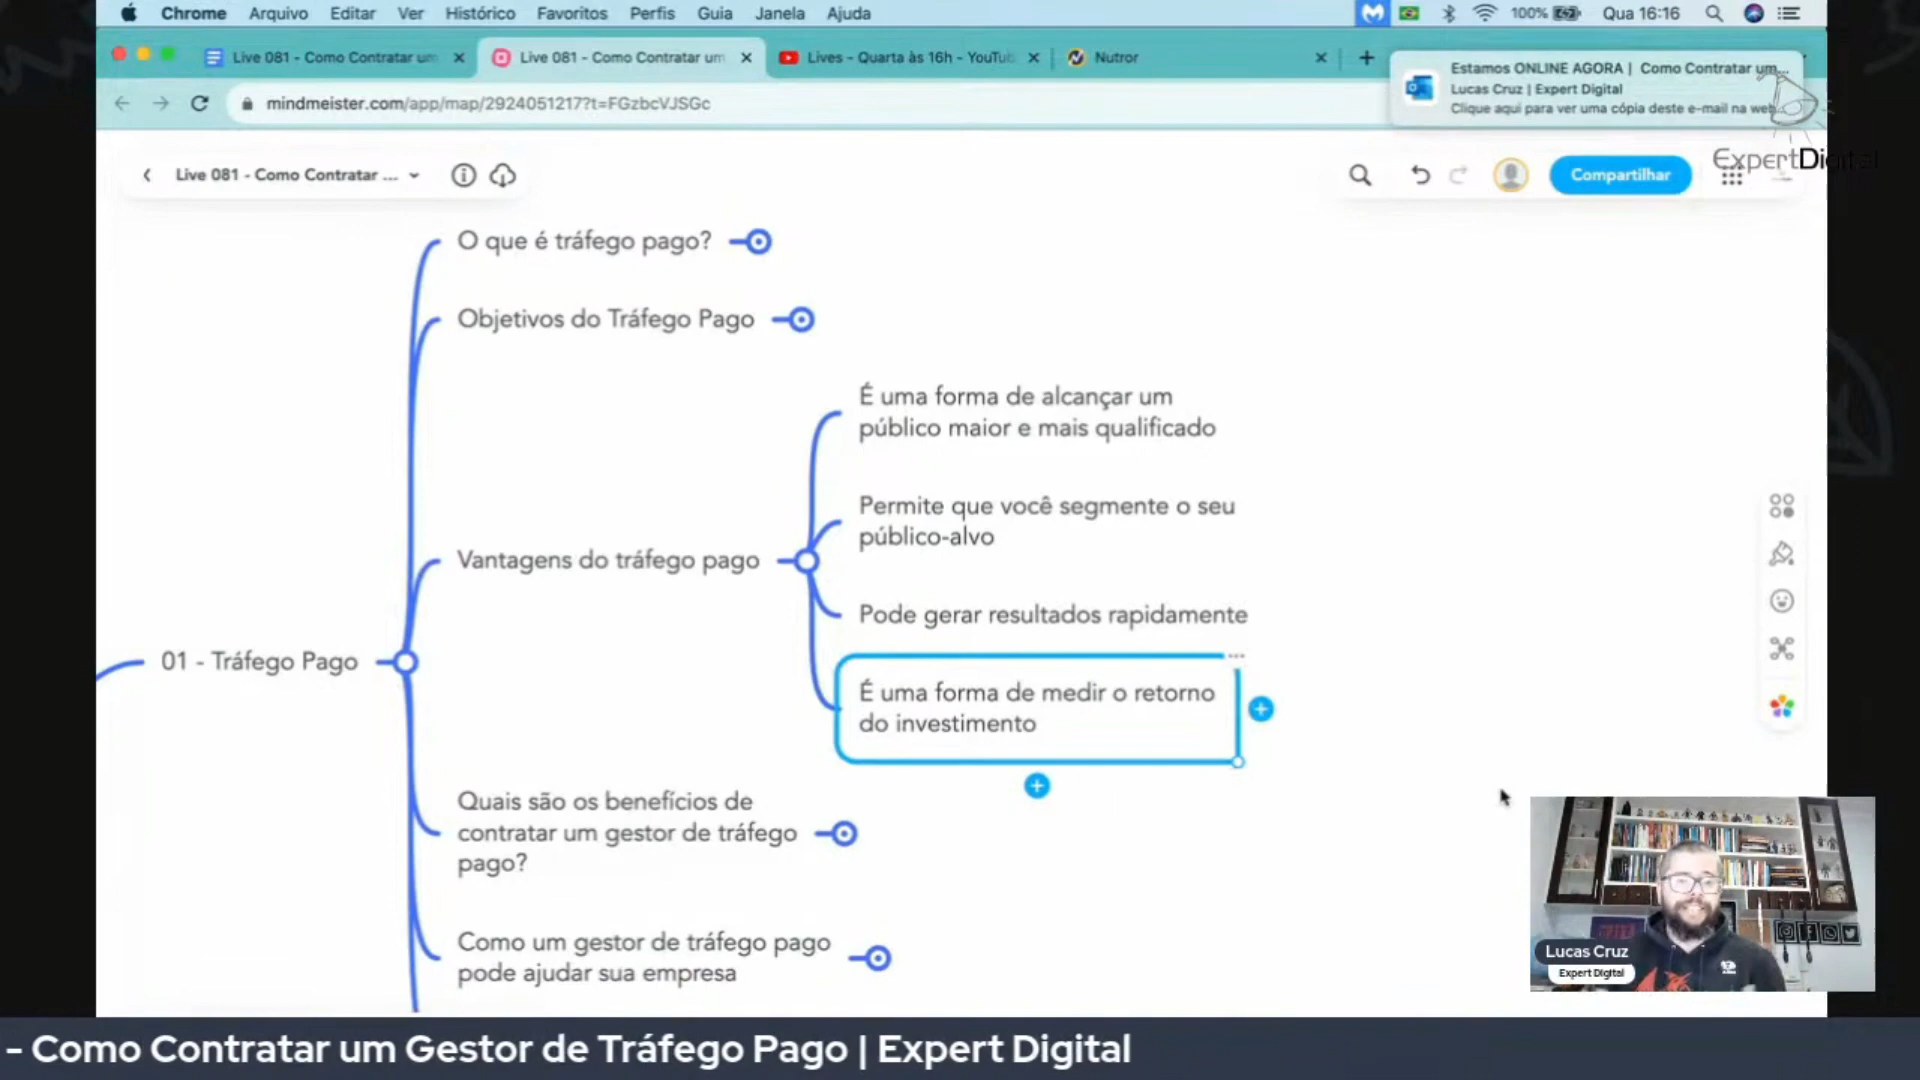 Chrome Arquivo Editar Ver Histórico Favoritos Perfis Guia Janela Ajuda 100% Qua 16:16
Live 081 - Como Contratar um
Live 081 - Como Contratar um
Lives - Quarta às 16h - YouTub
Nutror
mindmeister.com/app/map/2924051217?t=FGzbcVJSGc
Estamos ONLINE AGORA | Como Contratar um...
Lucas Cruz | Expert Digital
Clique aqui para ver uma cópia deste e-mail na web
ExpertDigital
Live 081 - Como Contratar ...
Compartilhar
O que é tráfego pago?
Objetivos do Tráfego Pago
É uma forma de alcançar um
público maior e mais qualificado
Permite que você segmente o seu
público-alvo
Vantagens do tráfego pago
Pode gerar resultados rapidamente
01 - Tráfego Pago
É uma forma de medir o retorno
do investimento
Quais são os benefícios de
contratar um gestor de tráfego
pago?
Como um gestor de tráfego pago
pode ajudar sua empresa
Lucas Cruz
Expert Digital
- Como Contratar um Gestor de Tráfego Pago | Expert Digital